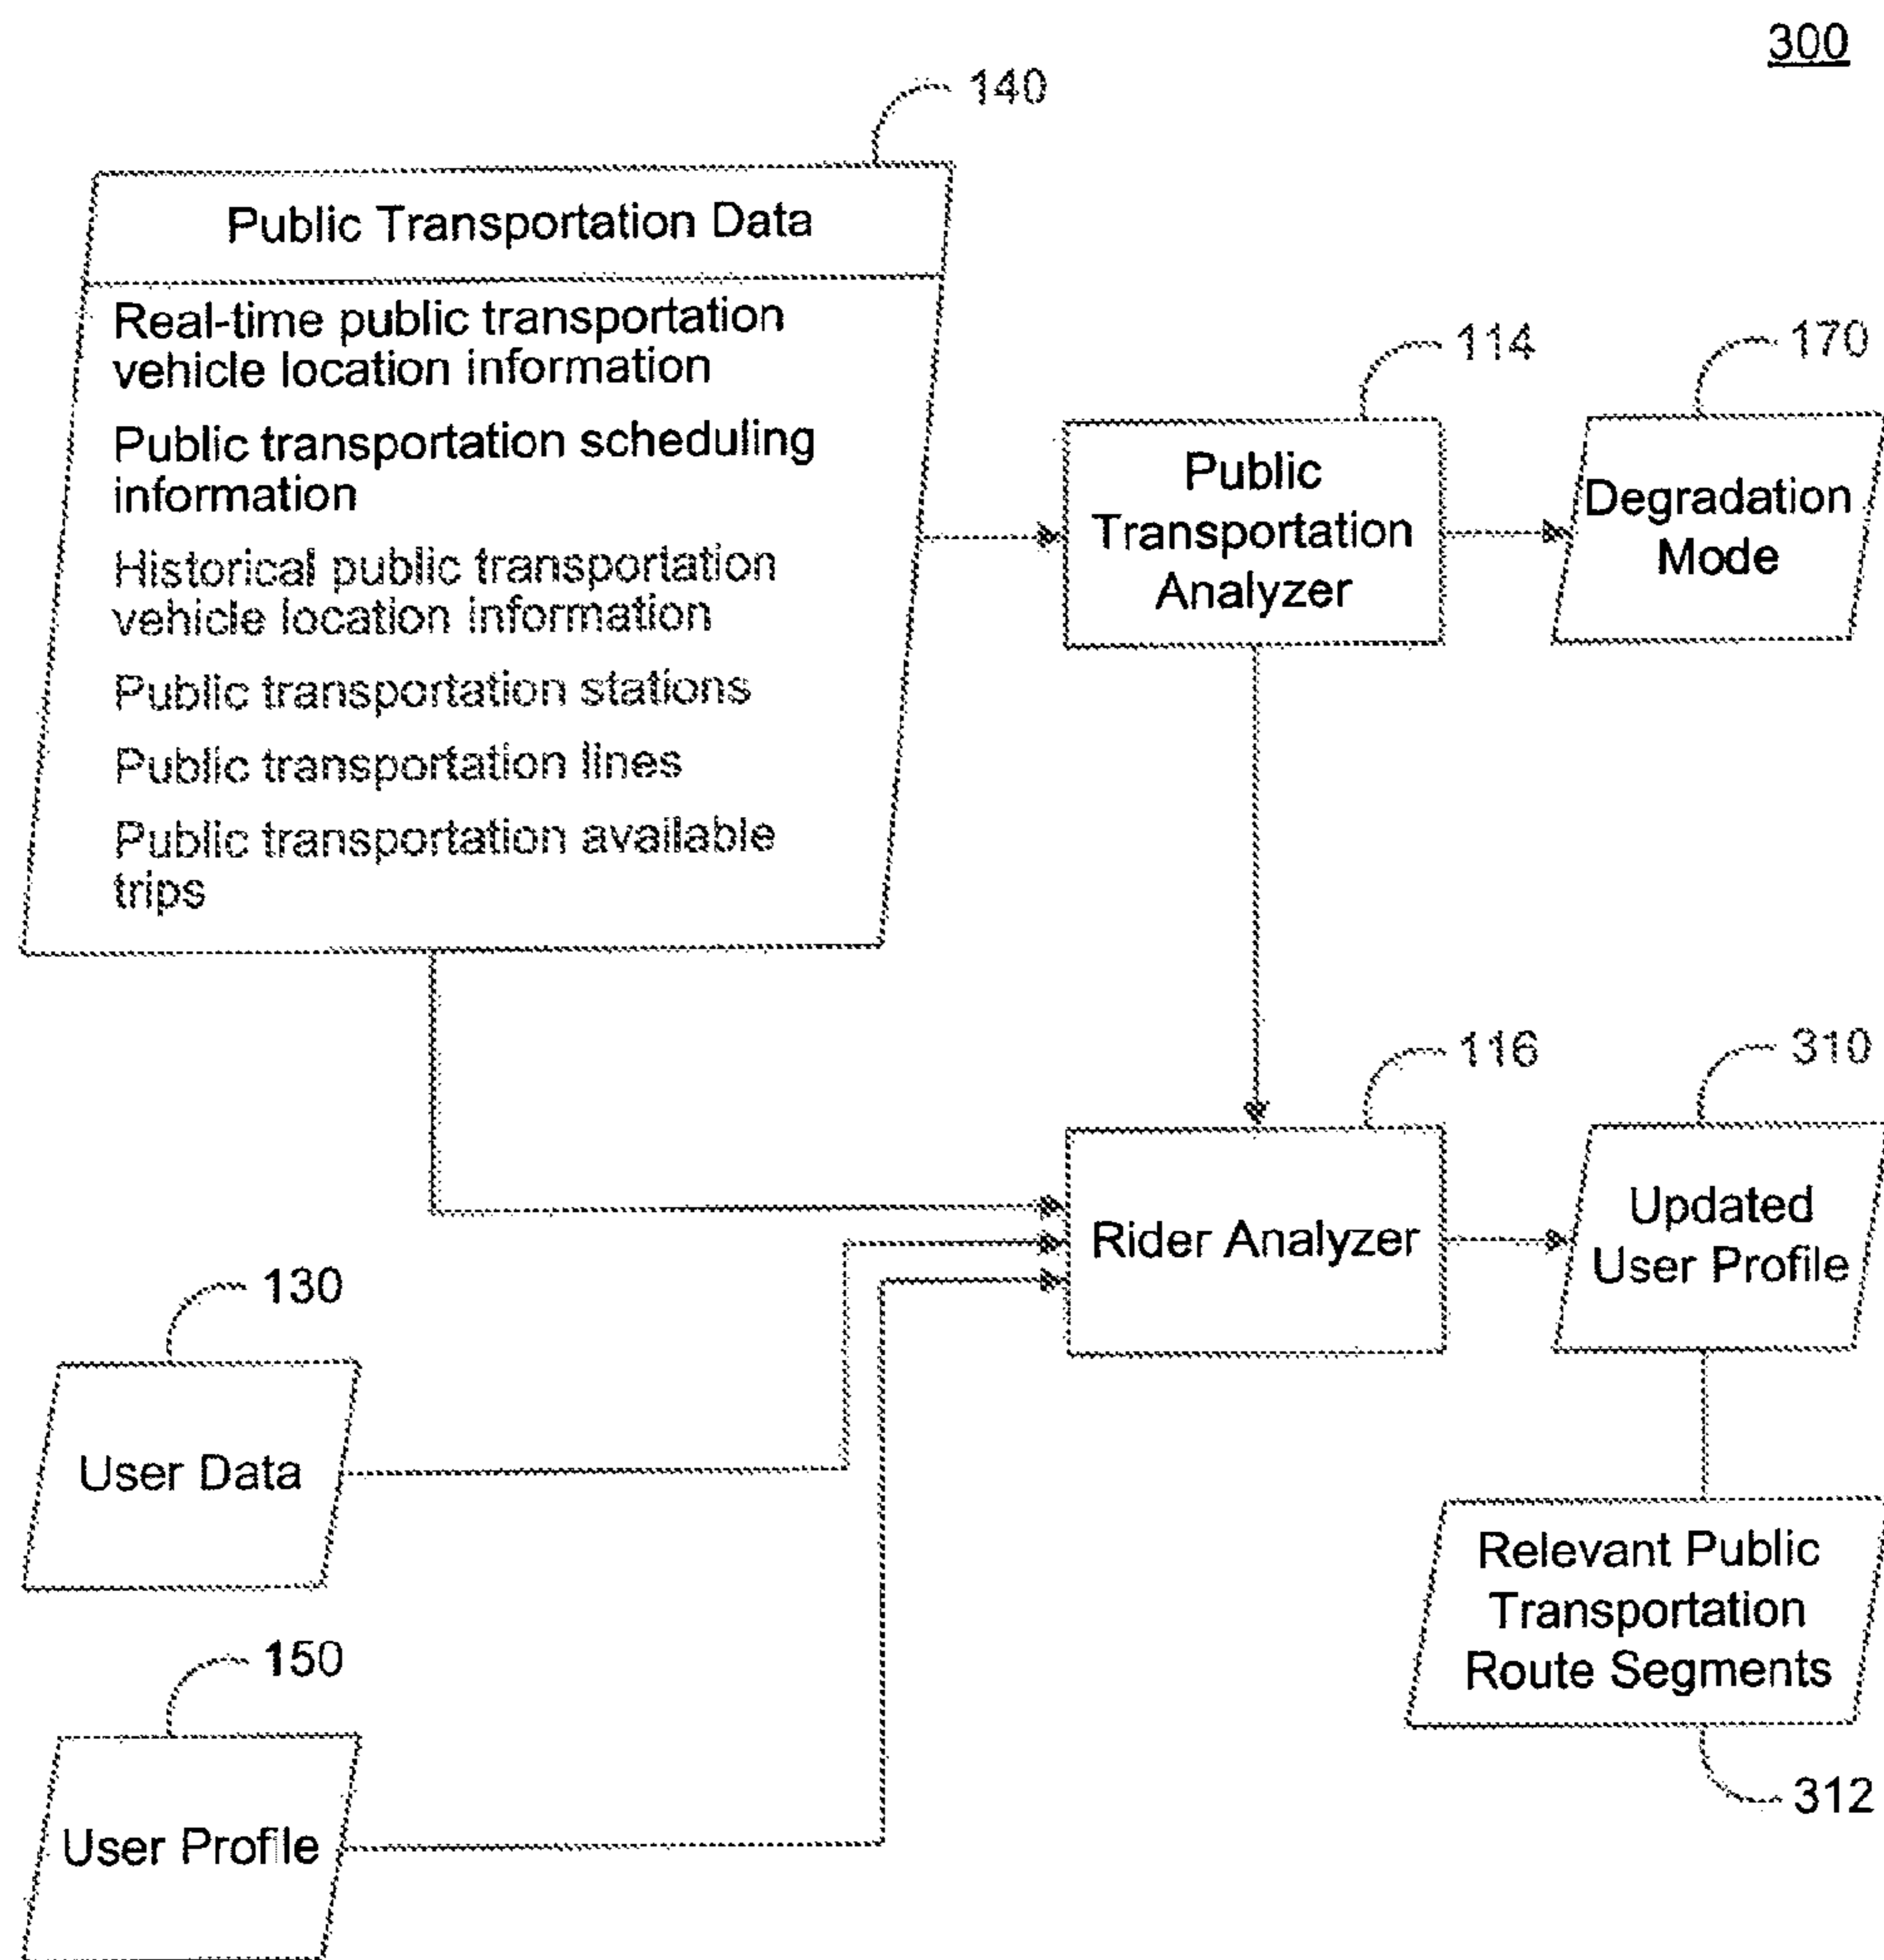 300
140
Public Transportation Data
Real-time public transportation
vehicle location information
Public transportation scheduling
information
Historical public transportation
vehicle location information
Public transportation stations
Public transportation lines
Public transportation available
trips
114
Public
Transportation
Analyzer
170
Degradation
Mode
116
Rider Analyzer
310
Updated
User Profile
130
User Data
150
User Profile
Relevant Public
Transportation
Route Segments
312